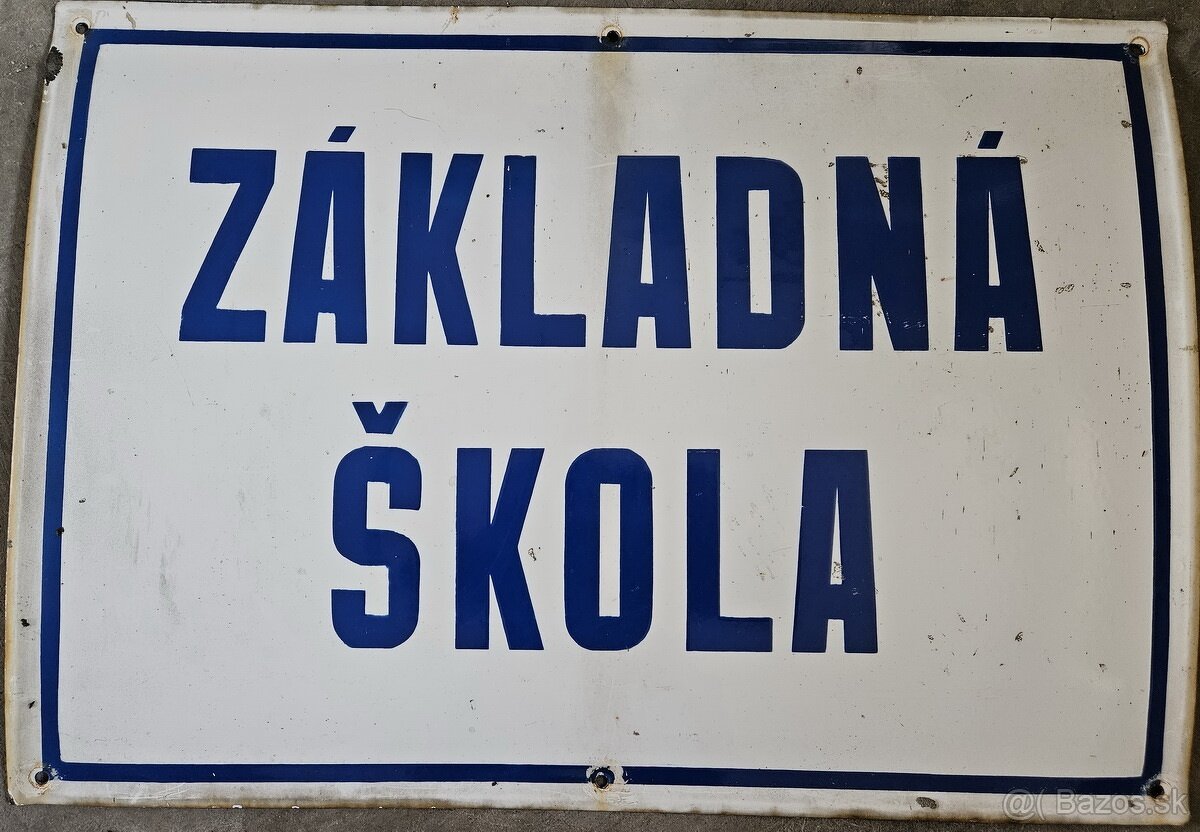 ZÁKLADNÁ
ŠKOLA
@( Bazos.sk